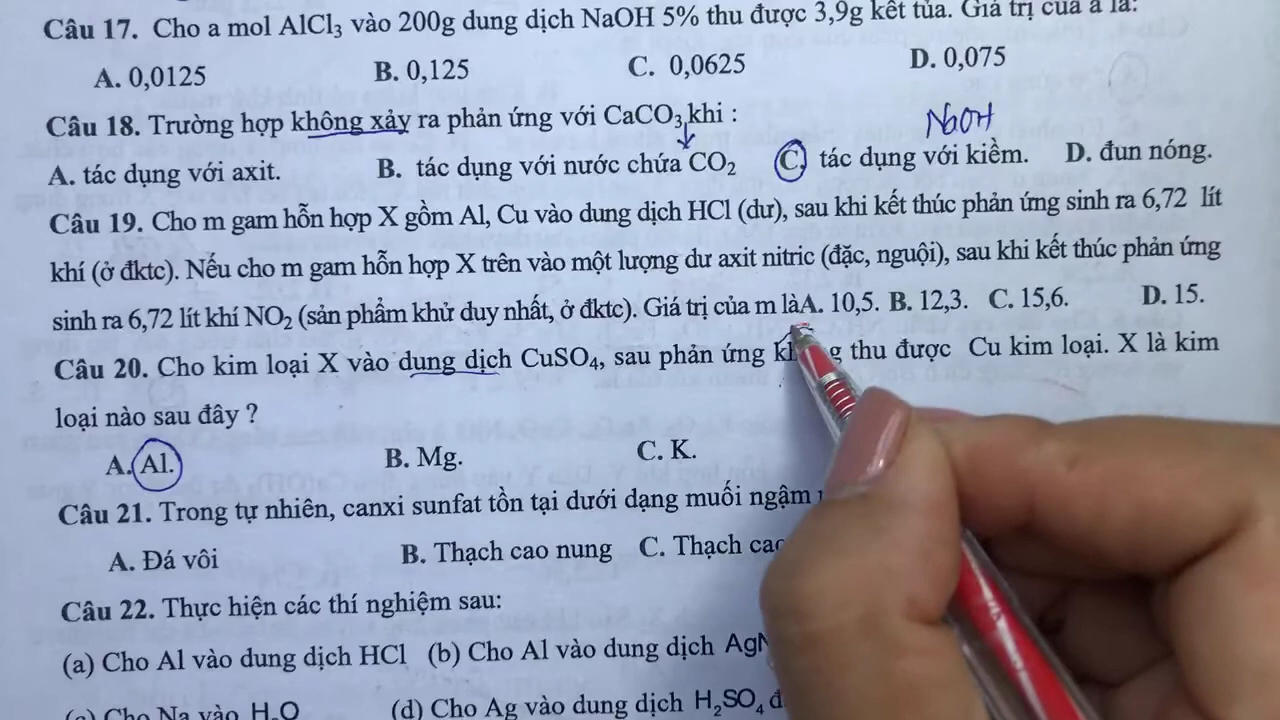 Câu 17. Cho a mol AlCl₃ vào 200g dung dịch NaOH 5% thu được 3,9g kết tủa. Giá trị của a là:
A. 0,0125 B. 0,125 C. 0,0625 D. 0,075
NaOH
Câu 18. Trường hợp không xảy ra phản ứng với CaCO₃ khi :
A. tác dụng với axit. B. tác dụng với nước chứa CO₂ C. tác dụng với kiềm. D. đun nóng.
Câu 19. Cho m gam hỗn hợp X gồm Al, Cu vào dung dịch HCl (dư), sau khi kết thúc phản ứng sinh ra 6,72 lít
khí (ở đktc). Nếu cho m gam hỗn hợp X trên vào một lượng dư axit nitric (đặc, nguội), sau khi kết thúc phản ứng
sinh ra 6,72 lít khí NO₂ (sản phẩm khử duy nhất, ở đktc). Giá trị của m làA. 10,5. B. 12,3. C. 15,6. D. 15.
Câu 20. Cho kim loại X vào dung dịch CuSO₄, sau phản ứng không thu được Cu kim loại. X là kim
loại nào sau đây ?
A. Al. B. Mg. C. K.
Câu 21. Trong tự nhiên, canxi sunfat tồn tại dưới dạng muối ngậm
A. Đá vôi B. Thạch cao nung C. Thạch cao
Câu 22. Thực hiện các thí nghiệm sau:
(a) Cho Al vào dung dịch HCl (b) Cho Al vào dung dịch
Cho Na vào H₂O (d) Cho Ag vào dung dịch H₂SO₄